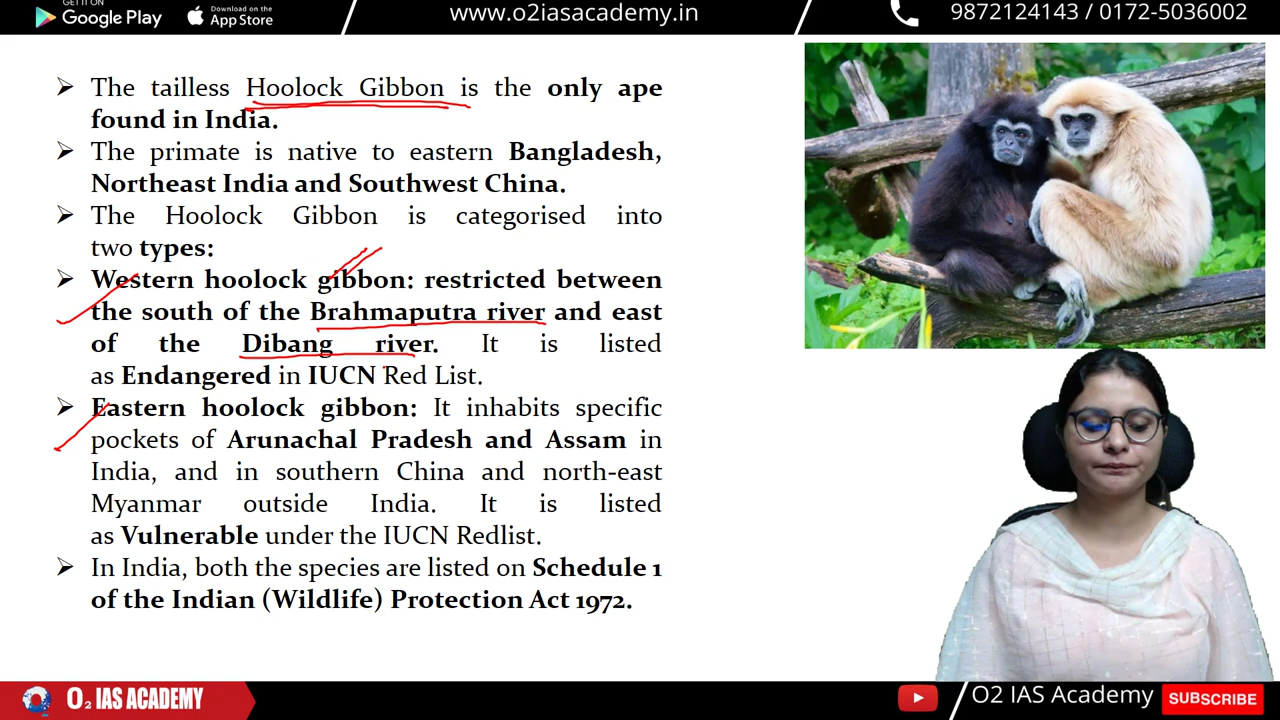 GET IT ON
Google Play
Download on the
App Store
www.o2iasacademy.in
9872124143 / 0172-5036002
The tailless Hoolock Gibbon is the only ape
found in India.
The primate is native to eastern Bangladesh,
Northeast India and Southwest China.
The Hoolock Gibbon is categorised into
two types:
Western hoolock gibbon: restricted between
the south of the Brahmaputra river and east
of the Dibang river. It is listed
as Endangered in IUCN Red List.
Eastern hoolock gibbon: It inhabits specific
pockets of Arunachal Pradesh and Assam in
India, and in southern China and north-east
Myanmar outside India. It is listed
as Vulnerable under the IUCN Redlist.
In India, both the species are listed on Schedule 1
of the Indian (Wildlife) Protection Act 1972.
O2 IAS ACADEMY
O2 IAS Academy
SUBSCRIBE